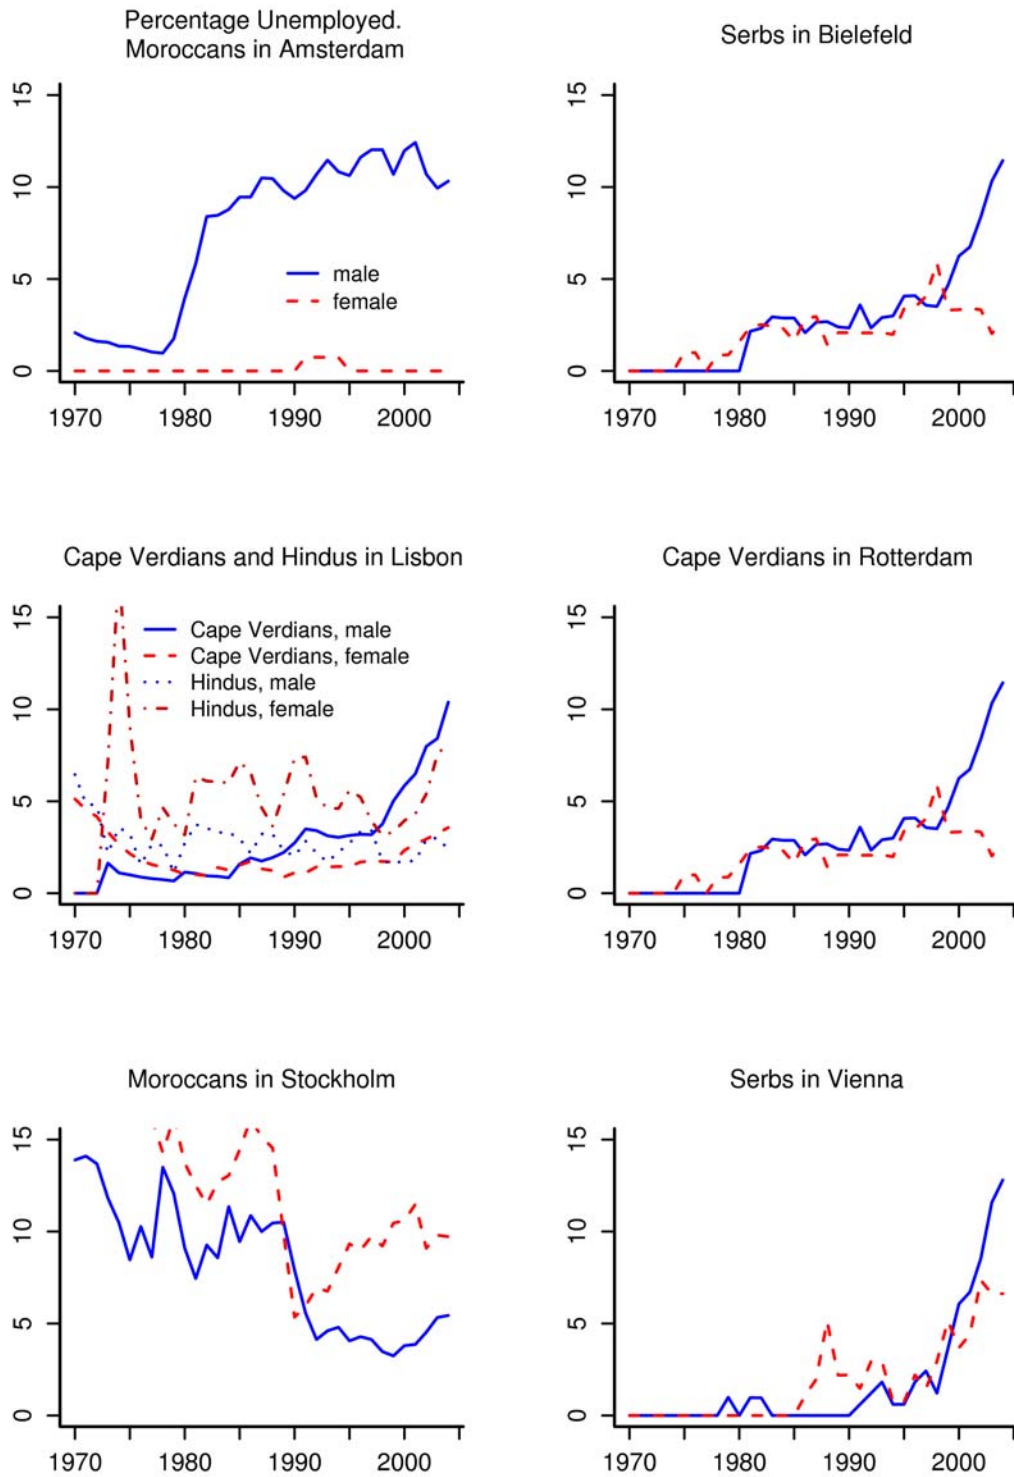 Percentage Unemployed.
Moroccans in Amsterdam
15
10
5
0
male
female
1970 1980 1990 2000
Serbs in Bielefeld
15
10
5
0
1970 1980 1990 2000
Cape Verdians and Hindus in Lisbon
15
10
5
0
Cape Verdians, male
Cape Verdians, female
Hindus, male
Hindus, female
1970 1980 1990 2000
Cape Verdians in Rotterdam
15
10
5
0
1970 1980 1990 2000
Moroccans in Stockholm
15
10
5
0
1970 1980 1990 2000
Serbs in Vienna
15
10
5
0
1970 1980 1990 2000